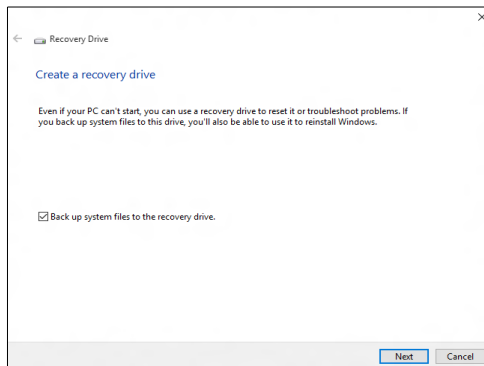 Recovery Drive
Create a recovery drive
Even if your PC can't start, you can use a recovery drive to reset it or troubleshoot problems. If
you back up system files to this drive, you'll also be able to use it to reinstall Windows.
Back up system files to the recovery drive.
Next Cancel